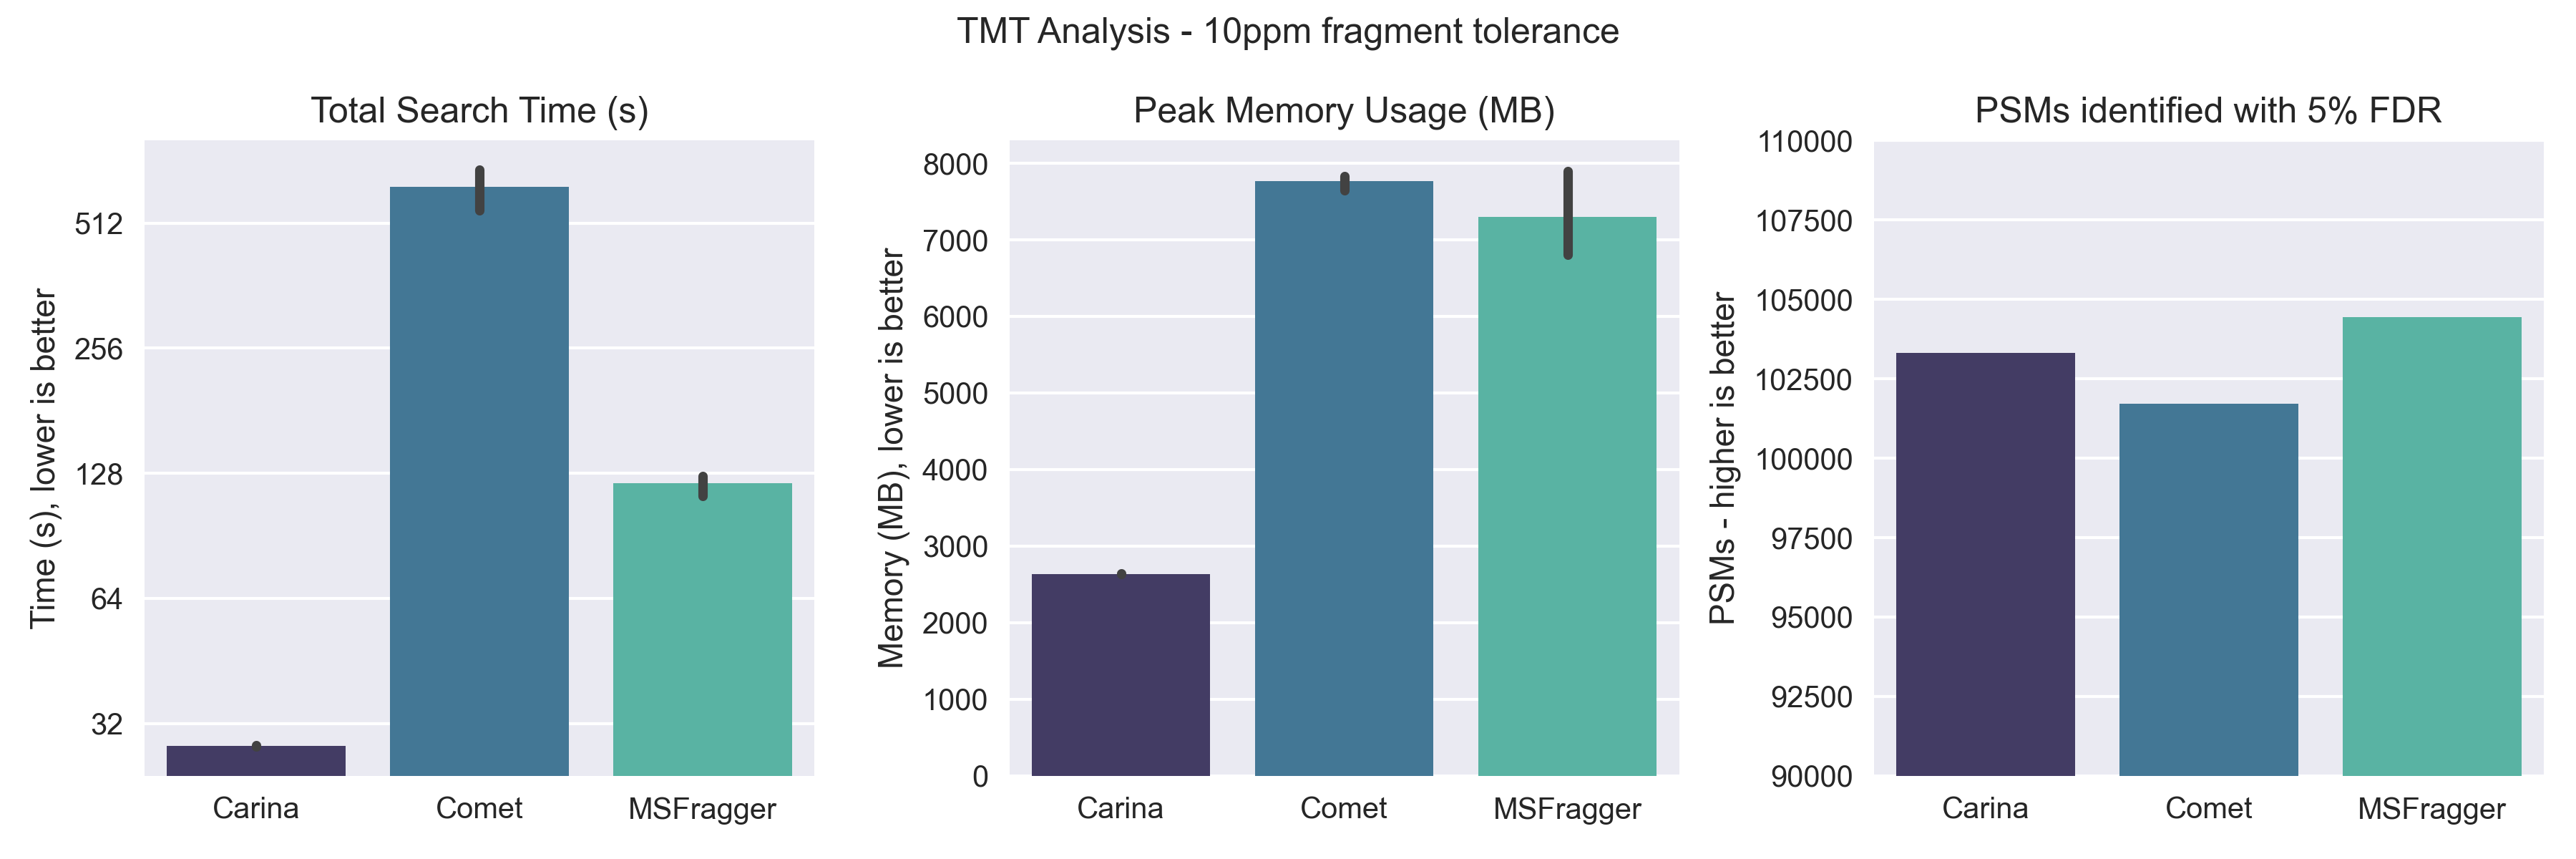 TMT Analysis - 10ppm fragment tolerance
Total Search Time (s)
Time (s), lower is better
512
256
128
64
32
Carina
Comet
MSFragger
Peak Memory Usage (MB)
Memory (MB), lower is better
8000
7000
6000
5000
4000
3000
2000
1000
0
Carina
Comet
MSFragger
PSMs identified with 5% FDR
PSMs - higher is better
110000
107500
105000
102500
100000
97500
95000
92500
90000
Carina
Comet
MSFragger